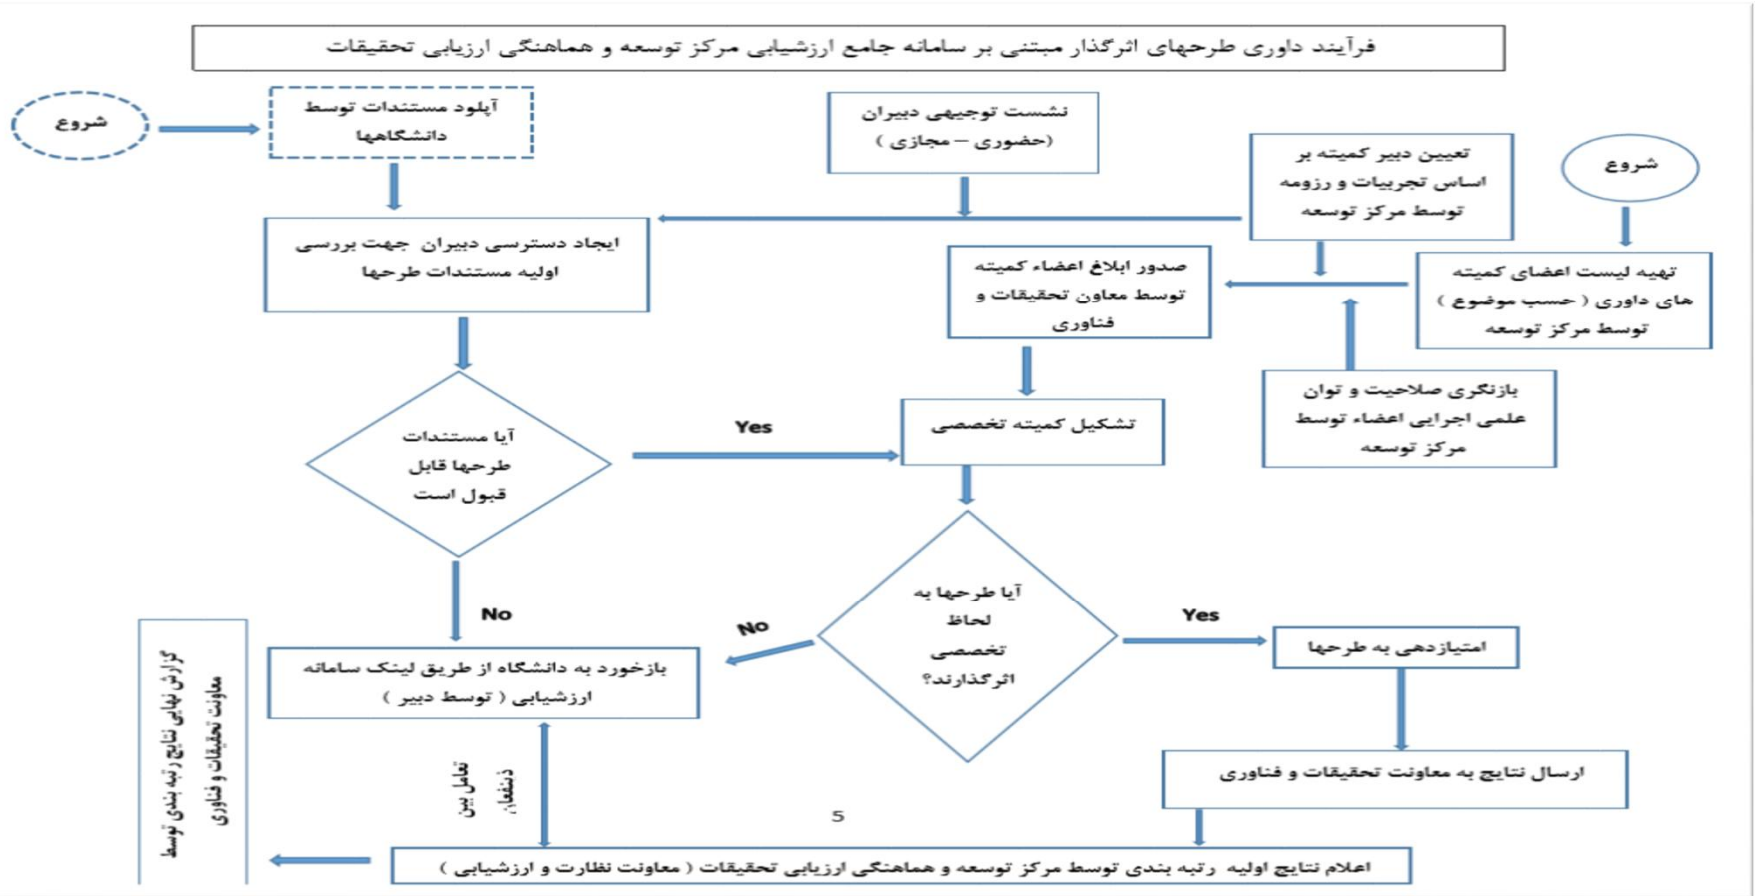 فرآیند داوری طرحهای اثرگذار مبتنی بر سامانه جامع ارزشیابی مرکز توسعه و هماهنگی ارزیابی تحقیقات
شروع
تهیه لیست اعضای کمیته
های داوری ( حسب موضوع )
توسط مرکز توسعه
تعیین دبیر کمیته بر
اساس تجربیات و رزومه
توسط مرکز توسعه
بازنگری صلاحیت و توان
علمی اجرایی اعضاء توسط
مرکز توسعه
نشست توجیهی دبیران
(حضوری – مجازی )
صدور ابلاغ اعضاء کمیته
توسط معاون تحقیقات و
فناوری
شروع
آپلود مستندات توسط
دانشگاهها
ایجاد دسترسی دبیران جهت بررسی
اولیه مستندات طرحها
آیا مستندات
طرحها قابل
قبول است
Yes
No
تشکیل کمیته تخصصی
آیا طرحها به
لحاظ
تخصصی
اثرگذارند؟
Yes
No
امتیازدهی به طرحها
بازخورد به دانشگاه از طریق لینک سامانه
ارزشیابی ( توسط دبیر )
ارسال نتایج به معاونت تحقیقات و فناوری
تعامل بین
ذینفعان
5
اعلام نتایج اولیه رتبه بندی توسط مرکز توسعه و هماهنگی ارزیابی تحقیقات ( معاونت نظارت و ارزشیابی )
گزارش نهایی نتایج رتبه بندی توسط
معاونت تحقیقات و فناوری